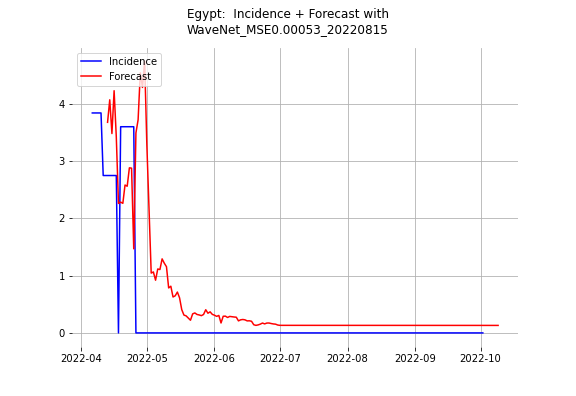 Egypt:  Incidence + Forecast with
WaveNet_MSE0.00053_20220815
Incidence
Forecast
4
3
2
1
0
2022-04 2022-05 2022-06 2022-07 2022-08 2022-09 2022-10